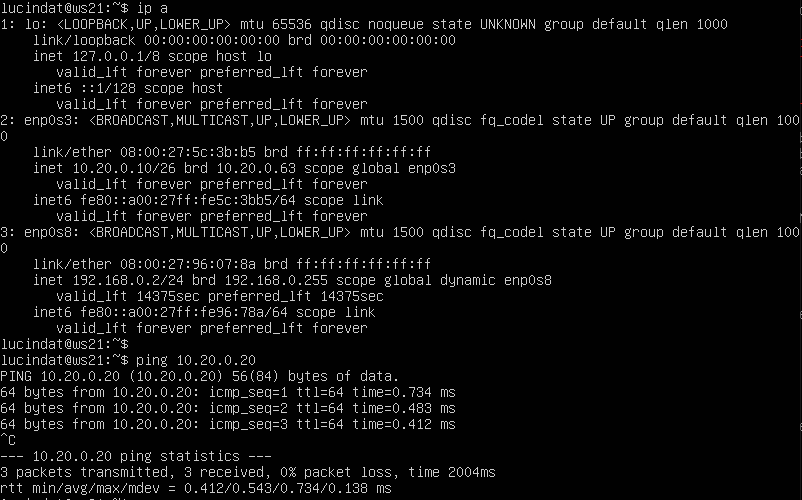 lucindat@ws21:~$ ip a
1: lo: <LOOPBACK,UP,LOWER_UP> mtu 65536 qdisc noqueue state UNKNOWN group default qlen 1000
    link/loopback 00:00:00:00:00:00 brd 00:00:00:00:00:00
    inet 127.0.0.1/8 scope host lo
       valid_lft forever preferred_lft forever
    inet6 ::1/128 scope host
       valid_lft forever preferred_lft forever
2: enp0s3: <BROADCAST,MULTICAST,UP,LOWER_UP> mtu 1500 qdisc fq_codel state UP group default qlen 100
0
    link/ether 08:00:27:5c:3b:b5 brd ff:ff:ff:ff:ff:ff
    inet 10.20.0.10/26 brd 10.20.0.63 scope global enp0s3
       valid_lft forever preferred_lft forever
    inet6 fe80::a00:27ff:fe5c:3bb5/64 scope link
       valid_lft forever preferred_lft forever
3: enp0s8: <BROADCAST,MULTICAST,UP,LOWER_UP> mtu 1500 qdisc fq_codel state UP group default qlen 100
0
    link/ether 08:00:27:96:07:8a brd ff:ff:ff:ff:ff:ff
    inet 192.168.0.2/24 brd 192.168.0.255 scope global dynamic enp0s8
       valid_lft 14375sec preferred_lft 14375sec
    inet6 fe80::a00:27ff:fe96:78a/64 scope link
       valid_lft forever preferred_lft forever
lucindat@ws21:~$
lucindat@ws21:~$ ping 10.20.0.20
PING 10.20.0.20 (10.20.0.20) 56(84) bytes of data.
64 bytes from 10.20.0.20: icmp_seq=1 ttl=64 time=0.734 ms
64 bytes from 10.20.0.20: icmp_seq=2 ttl=64 time=0.483 ms
64 bytes from 10.20.0.20: icmp_seq=3 ttl=64 time=0.412 ms
^C
--- 10.20.0.20 ping statistics ---
3 packets transmitted, 3 received, 0% packet loss, time 2004ms
rtt min/avg/max/mdev = 0.412/0.543/0.734/0.138 ms